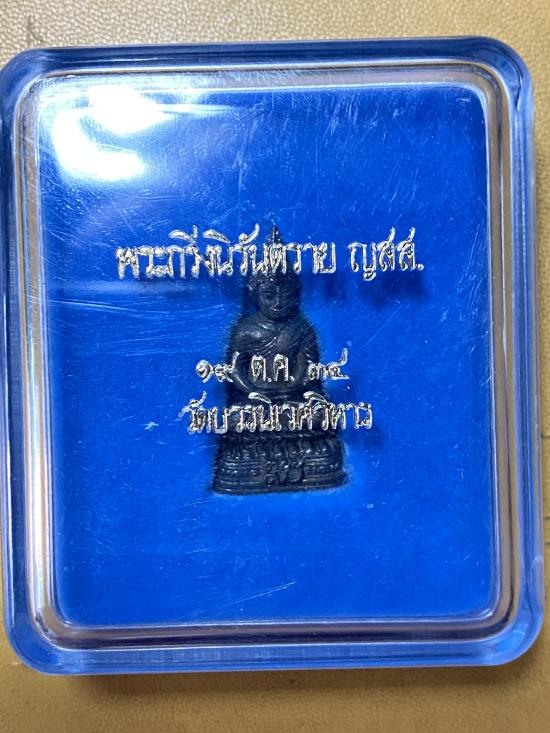 พระกริ่งนิรันตราย ญสส.
๑๙ ต.ค. ๓๔
วัดบวรนิเวศวิหาร